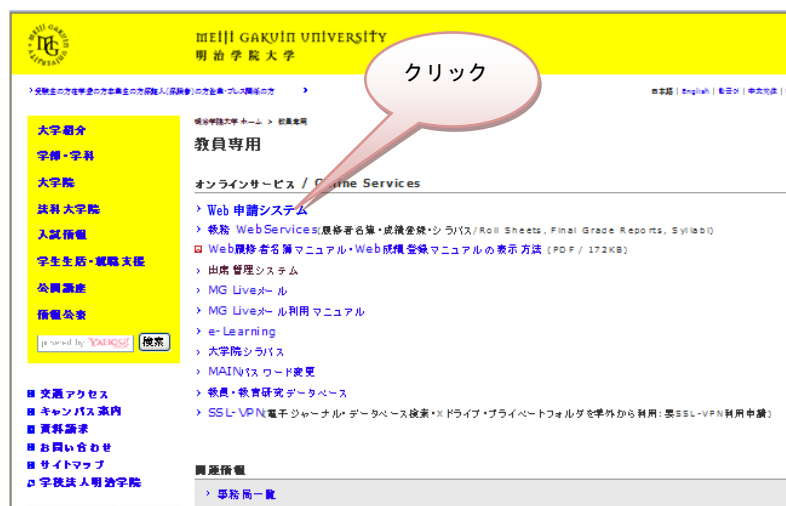 MEIJI GAKUIN UNIVERSITY
明治学院大学
クリック
日本語 | English | 한국어 | 中文简体 |
明治学院大学 ホーム > 教員専用
教員専用
大学紹介
学部・学科
大学院
法科大学院
入試情報
学生生活・就職支援
公開講座
情報公表
powered by YAHOO! 検索
交通アクセス
キャンパス案内
資料請求
お問い合わせ
サイトマップ
学校法人明治学院
オンラインサービス / Online Services
Web 申請システム
教務 WebServices(履修者名簿・成績登録・シラバス/Roll Sheets, Final Grade Reports, Syllabi)
Web履修者名簿マニュアル・Web成績登録マニュアルの表示方法 (PDF / 172KB)
出席管理システム
MG Liveメール
MG Liveメール利用マニュアル
e-Learning
大学院シラバス
MAINパスワード変更
教員・教育研究データベース
SSL-VPN(電子ジャーナル・データベース検索・Xドライブ・プライベートフォルダを学外から利用：要SSL-VPN利用申請)
関連情報
事務局一覧